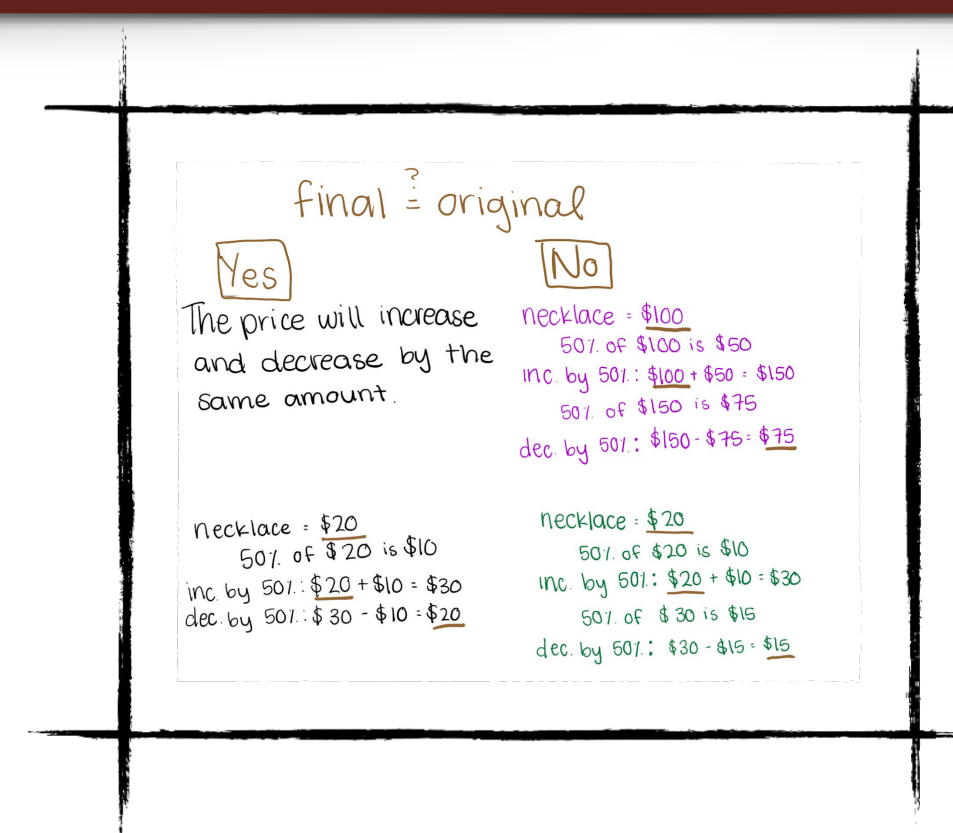 final ≟ original
Yes
The price will increase
and decrease by the
same amount.
necklace = $20
50% of $20 is $10
inc. by 50%: $20 + $10 = $30
dec. by 50%: $30 - $10 = $20
No
necklace = $100
50% of $100 is $50
inc. by 50%: $100 + $50 = $150
50% of $150 is $75
dec. by 50%: $150 - $75 = $75
necklace = $20
50% of $20 is $10
inc. by 50%: $20 + $10 = $30
50% of $30 is $15
dec. by 50%: $30 - $15 = $15